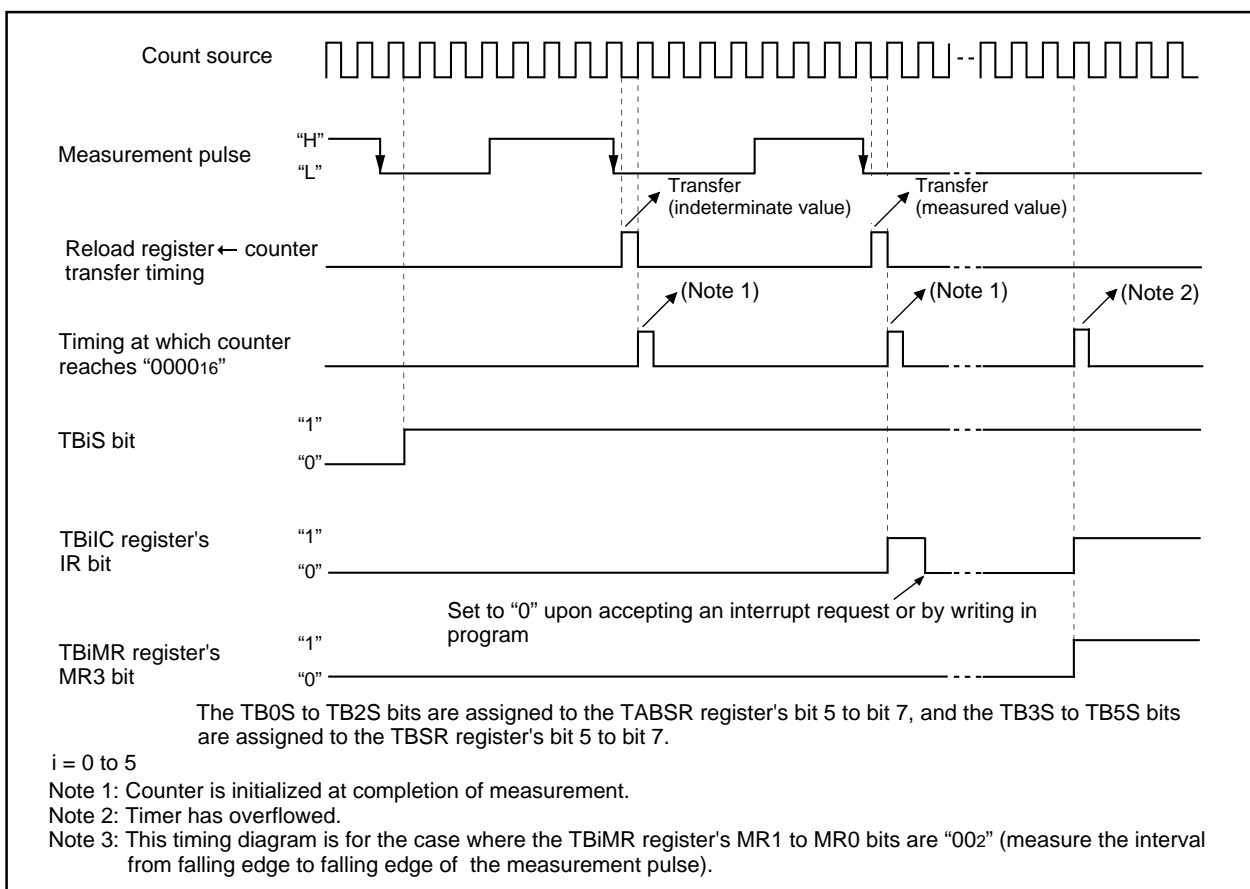 Count source
Measurement pulse
“H”
“L”
Transfer
(indeterminate value)
Transfer
(measured value)
Reload register ← counter
transfer timing
(Note 1)
(Note 1)
(Note 2)
Timing at which counter
reaches “000016”
TBiS bit
“1”
“0”
TBiIC register's
IR bit
“1”
“0”
Set to “0” upon accepting an interrupt request or by writing in
program
TBiMR register's
MR3 bit
“1”
“0”
The TB0S to TB2S bits are assigned to the TABSR register's bit 5 to bit 7, and the TB3S to TB5S bits
are assigned to the TBSR register's bit 5 to bit 7.
i = 0 to 5
Note 1: Counter is initialized at completion of measurement.
Note 2: Timer has overflowed.
Note 3: This timing diagram is for the case where the TBiMR register's MR1 to MR0 bits are “002” (measure the interval
from falling edge to falling edge of the measurement pulse).